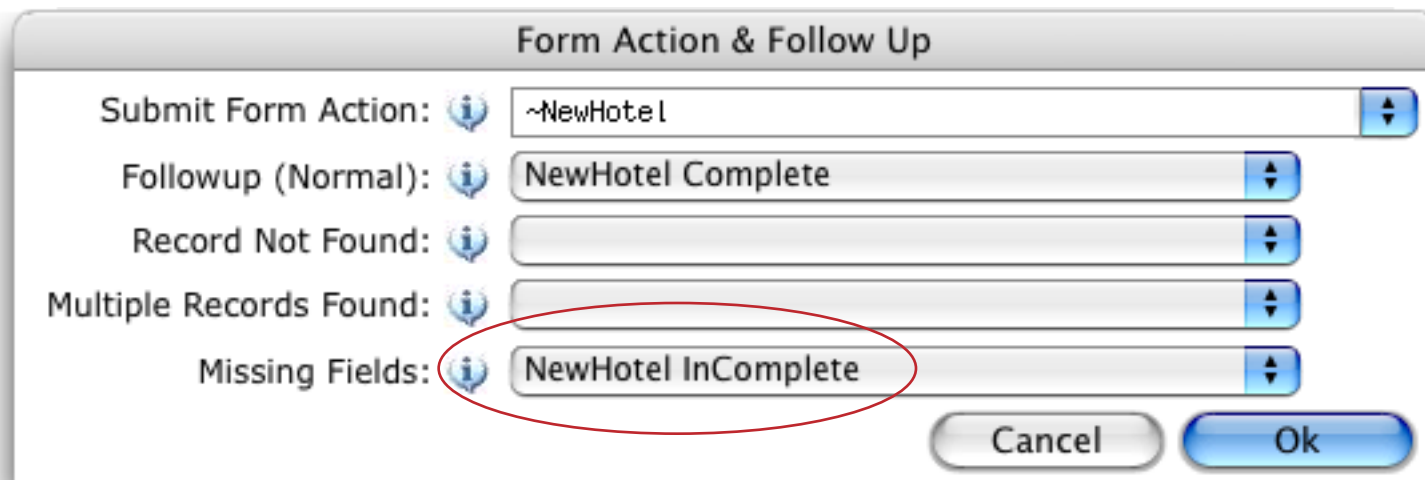 Form Action & Follow Up
Submit Form Action: ~NewHotel
Followup (Normal): NewHotel Complete
Record Not Found:
Multiple Records Found:
Missing Fields: NewHotel InComplete
Cancel Ok